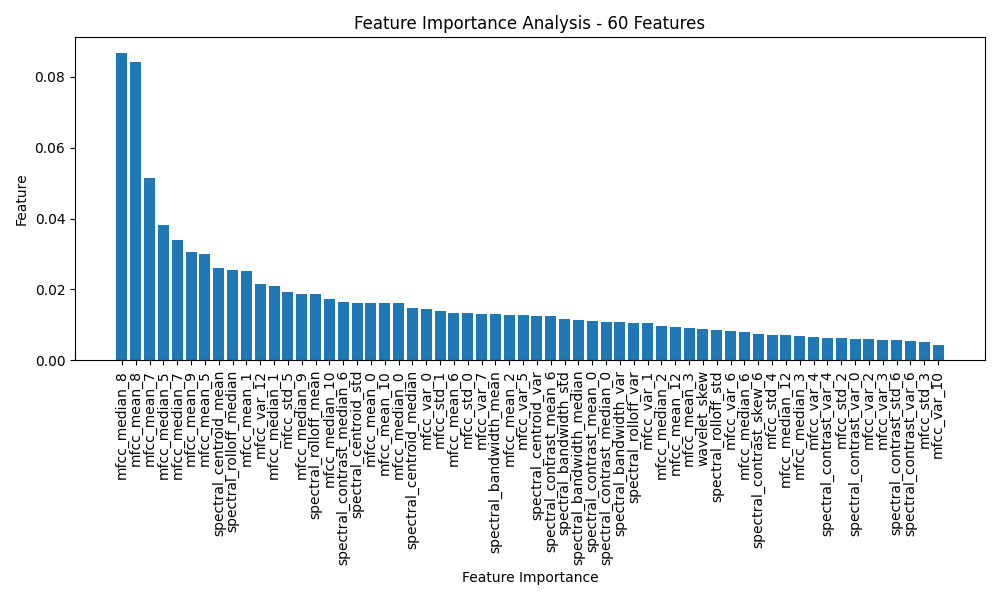 Feature Importance Analysis - 60 Features
Feature
0.08
0.06
0.04
0.02
0.00
mfcc_median_8
mfcc_mean_8
mfcc_mean_7
mfcc_median_5
mfcc_median_7
mfcc_mean_9
mfcc_mean_5
spectral_centroid_mean
spectral_rolloff_median
mfcc_mean_1
mfcc_var_12
mfcc_median_1
mfcc_std_5
mfcc_median_9
spectral_rolloff_mean
mfcc_median_10
spectral_contrast_median_6
spectral_centroid_std
mfcc_mean_0
mfcc_mean_10
mfcc_median_0
spectral_centroid_median
mfcc_var_0
mfcc_std_1
mfcc_mean_6
mfcc_std_0
mfcc_var_7
spectral_bandwidth_mean
mfcc_mean_2
mfcc_var_5
spectral_centroid_var
spectral_contrast_mean_6
spectral_bandwidth_std
spectral_bandwidth_median
spectral_contrast_mean_0
spectral_contrast_median_0
spectral_bandwidth_var
spectral_rolloff_var
mfcc_var_1
mfcc_median_2
mfcc_mean_12
mfcc_mean_3
wavelet_skew
spectral_rolloff_std
mfcc_var_6
mfcc_median_6
spectral_contrast_skew_6
mfcc_std_4
mfcc_median_12
mfcc_median_3
mfcc_var_4
spectral_contrast_var_4
mfcc_std_2
spectral_contrast_var_0
mfcc_var_2
mfcc_var_3
spectral_contrast_std_6
spectral_contrast_var_6
mfcc_std_3
mfcc_var_10
Feature Importance